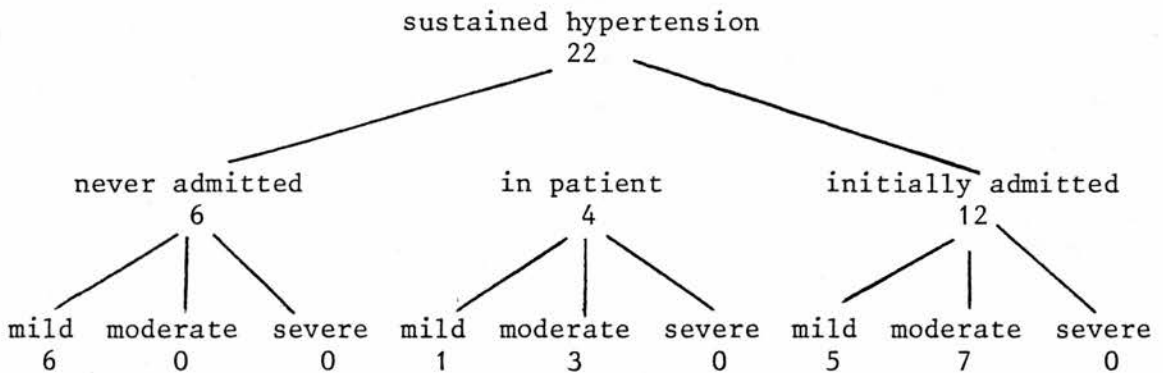 sustained hypertension
22
never admitted in patient initially admitted
6 4 12
mild moderate severe mild moderate severe mild moderate severe
6 0 0 1 3 0 5 7 0